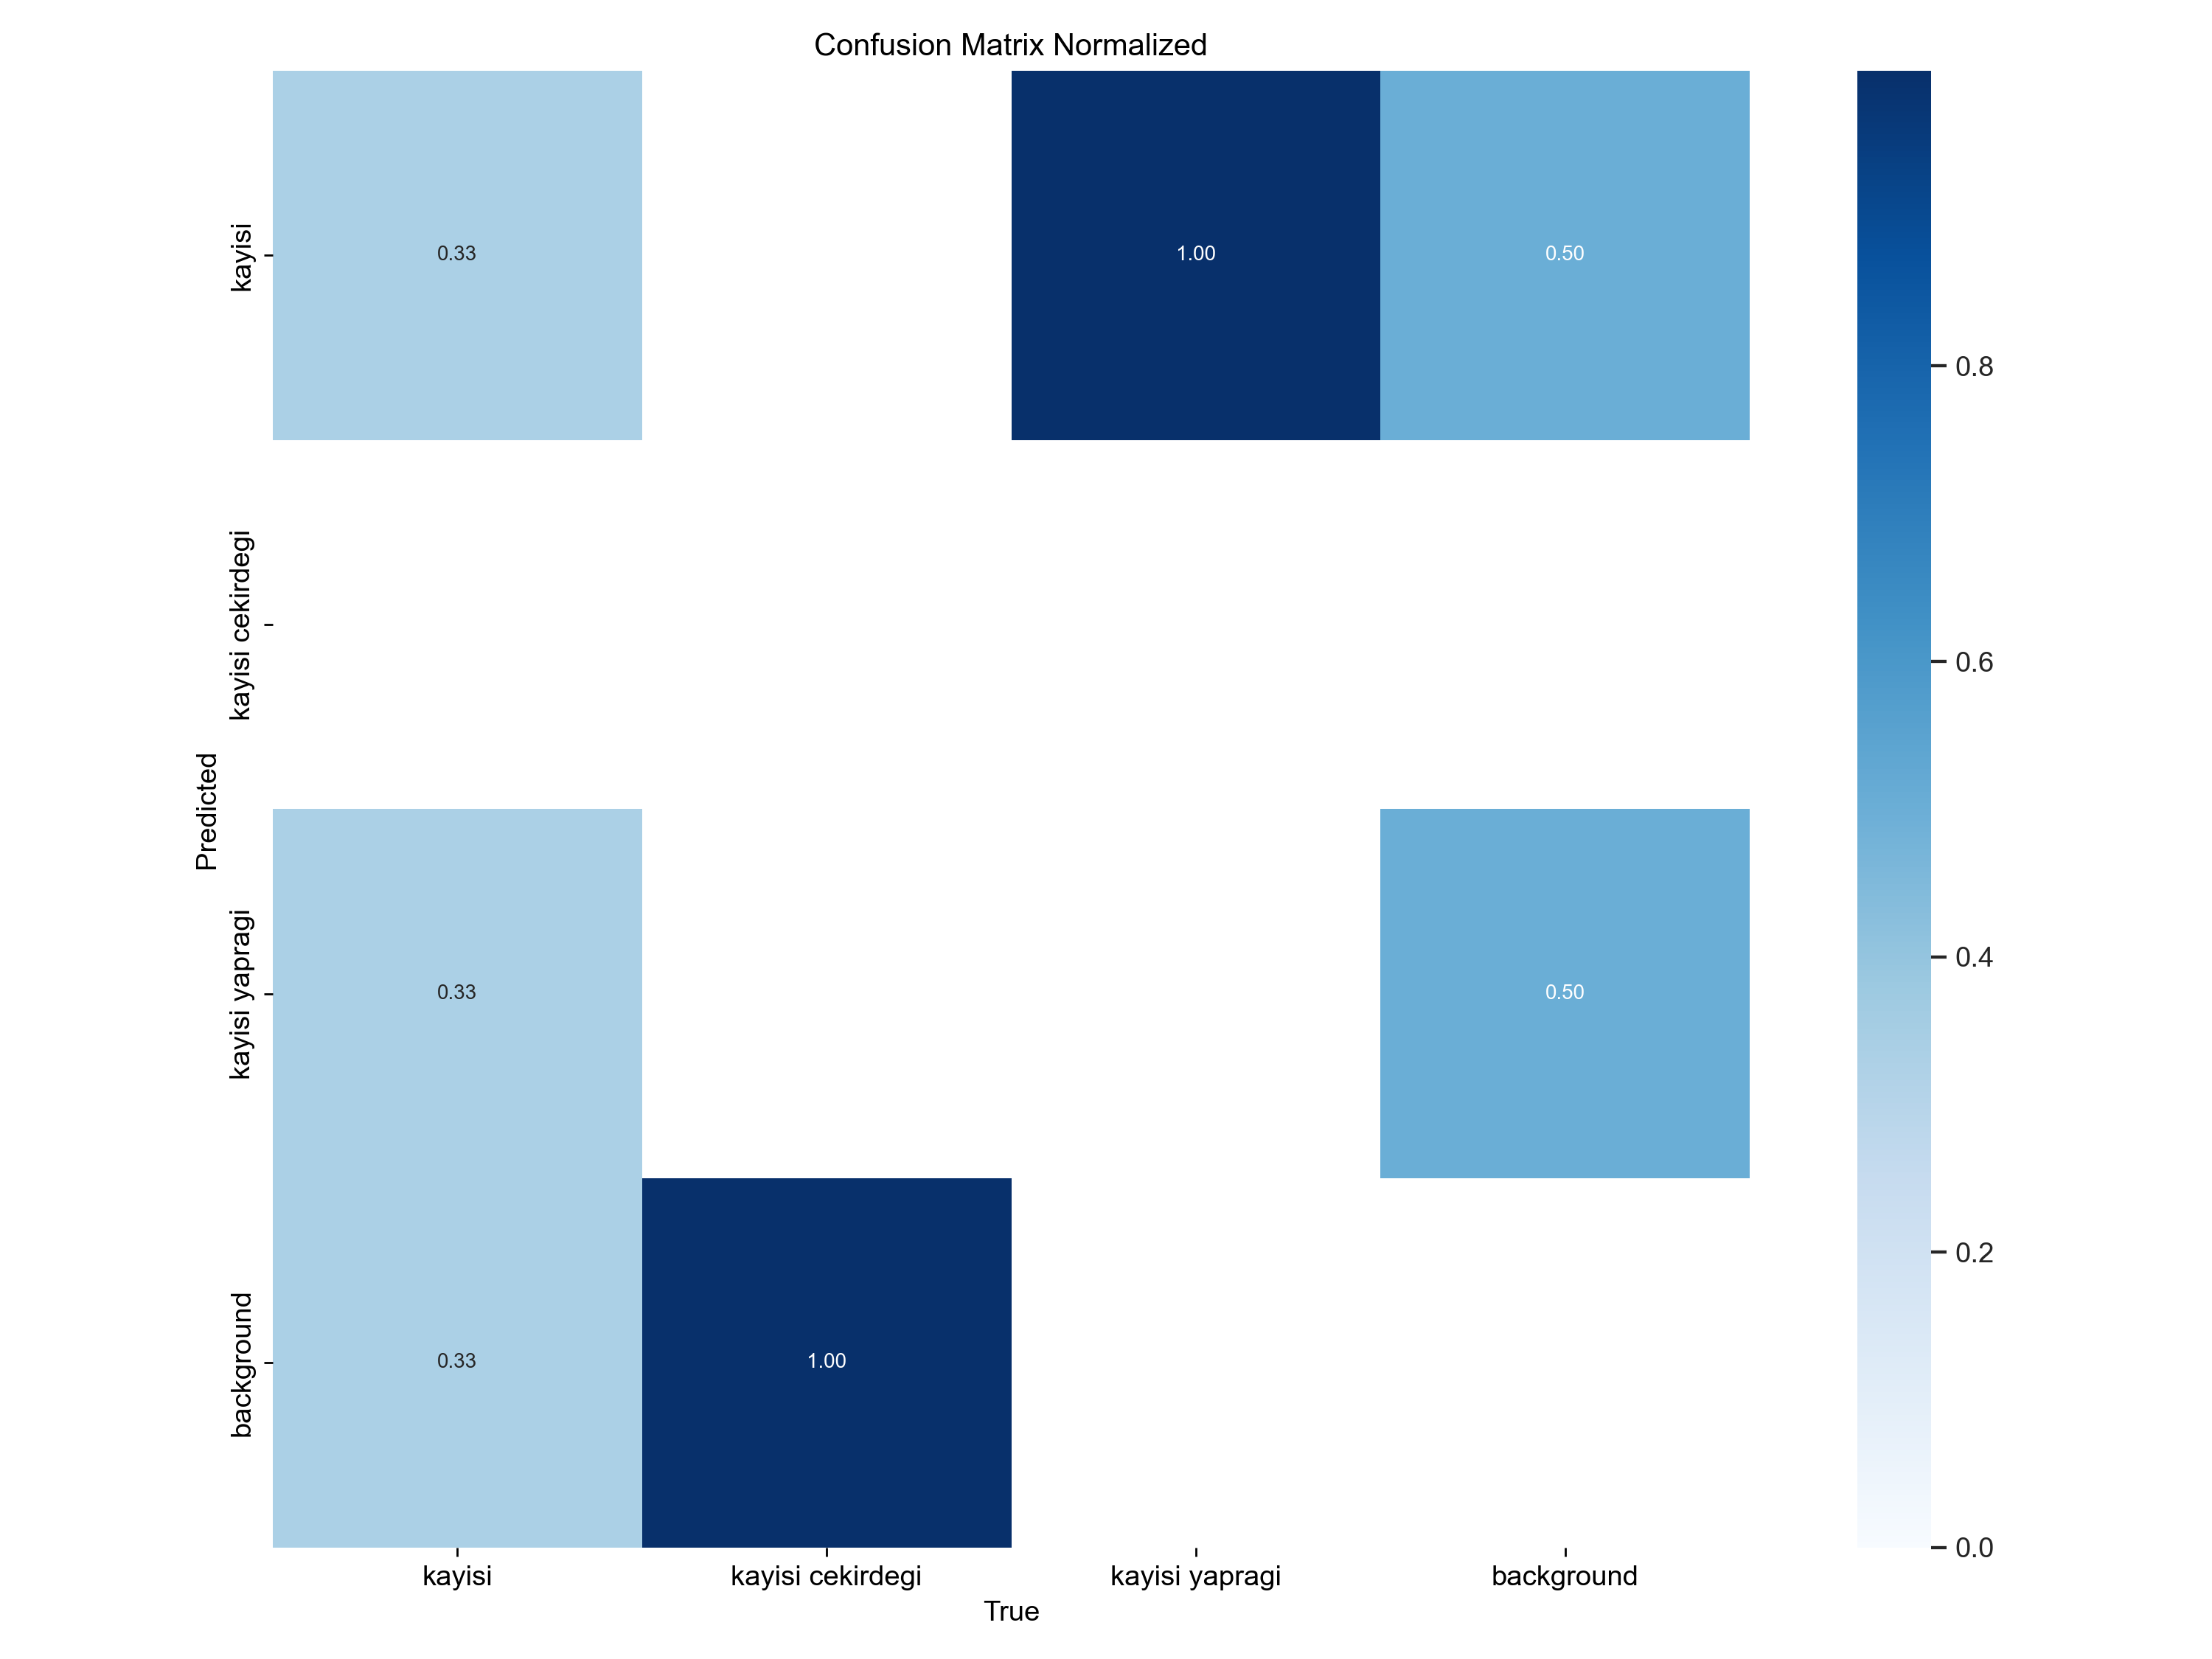 Confusion Matrix Normalized
kayisi
0.33
1.00
0.50
kayisi cekirdegi
Predicted
kayisi yapragi
0.33
0.50
background
0.33
1.00
kayisi
kayisi cekirdegi
kayisi yapragi
background
True
0.8
0.6
0.4
0.2
0.0